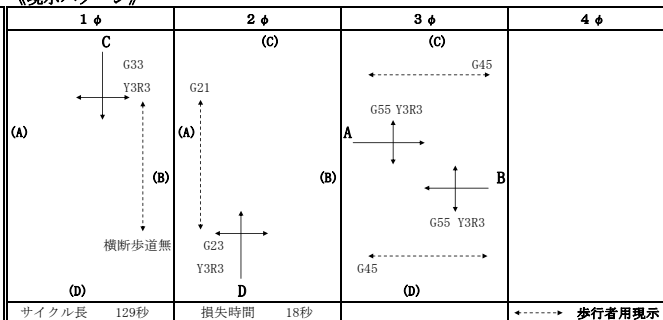 《現示パターン》
1φ 2φ 3φ 4φ
C (C) (C)
G33 G45
Y3R3 G21
G55 Y3R3
(A) (A) A
(B) (B) B
G55 Y3R3
横断歩道無 G23
Y3R3 G45
(D) D (D)
サイクル長 129秒 損失時間 18秒 歩行者用現示